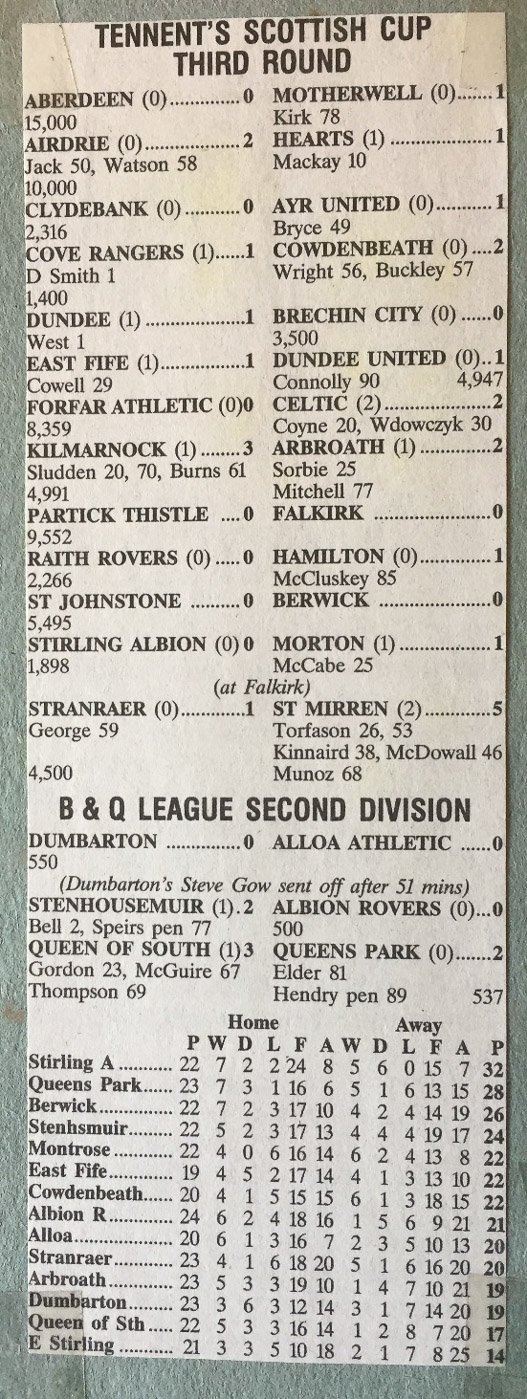 TENNENT'S SCOTTISH CUP
THIRD ROUND
ABERDEEN (0)..............0 MOTHERWELL (0).......1
15,000 Kirk 78
AIRDRIE (0)...................2 HEARTS (1) .................1
Jack 50, Watson 58 Mackay 10
10,000
CLYDEBANK (0) ...........0 AYR UNITED (0)...........1
2,316 Bryce 49
COVE RANGERS (1)......1 COWDENBEATH (0) ....2
D Smith 1 Wright 56, Buckley 57
1,400
DUNDEE (1) ....................1 BRECHIN CITY (0) ......0
West 1 3,500
EAST FIFE (1).................1 DUNDEE UNITED (0)..1
Cowell 29 Connolly 90 4,947
FORFAR ATHLETIC (0)0 CELTIC (2) ....................2
8,359 Coyne 20, Wdowczyk 30
KILMARNOCK (1) ........3 ARBROATH (1) ..............2
Sludden 20, 70, Burns 61 Sorbie 25
4,991 Mitchell 77
PARTICK THISTLE ....0 FALKIRK .......................0
9,552
RAITH ROVERS (0) .....0 HAMILTON (0)..............1
2,266 McCluskey 85
ST JOHNSTONE ..........0 BERWICK .....................0
5,495
STIRLING ALBION (0) 0 MORTON (1) .................1
1,898 McCabe 25
(at Falkirk)
STRANRAER (0)............1 ST MIRREN (2).............5
George 59 Torfason 26, 53
Kinnaird 38, McDowall 46
4,500 Munoz 68
B & Q LEAGUE SECOND DIVISION
DUMBARTON ...............0 ALLOA ATHLETIC ......0
550
(Dumbarton's Steve Gow sent off after 51 mins)
STENHOUSEMUIR (1).2 ALBION ROVERS (0)...0
Bell 2, Speirs pen 77 500
QUEEN OF SOUTH (1)3 QUEENS PARK (0).......2
Gordon 23, McGuire 67 Elder 81
Thompson 69 Hendry pen 89 537
Home Away
P W D L F A W D L F A P
Stirling A ........... 22 7 2 2 24 8 5 6 0 15 7 32
Queens Park...... 23 7 3 1 16 6 5 1 6 13 15 28
Berwick.............. 22 7 2 3 17 10 4 2 4 14 19 26
Stenhsmuir......... 22 5 2 3 17 13 4 4 4 19 17 24
Montrose............ 22 4 0 6 16 14 6 2 4 13 8 22
East Fife............. 19 4 5 2 17 14 4 1 3 13 10 22
Cowdenbeath...... 20 4 1 5 15 15 6 1 3 18 15 22
Albion R............. 24 6 2 4 18 16 1 5 6 9 21 21
Alloa................... 20 6 1 3 16 7 2 3 5 10 13 20
Stranraer............ 23 4 1 6 18 20 5 1 6 16 20 20
Arbroath............. 23 5 3 3 19 10 1 4 7 10 21 19
Dumbarton......... 23 3 6 3 12 14 3 1 7 14 20 19
Queen of Sth ..... 22 5 3 3 16 14 1 2 8 7 20 17
E Stirling ........... 21 3 3 5 10 18 2 1 7 8 25 14